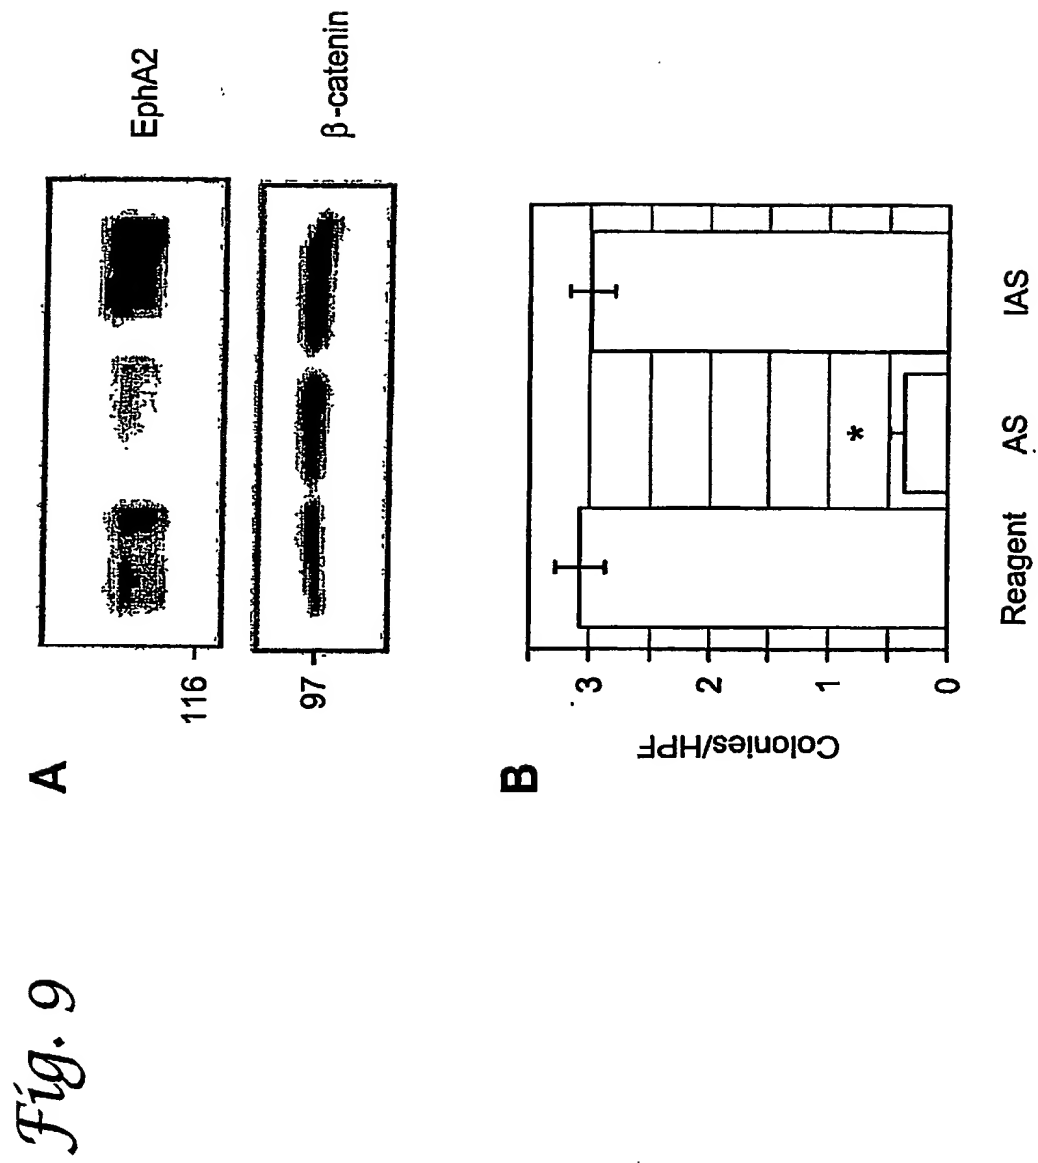 Fig. 9
A
EphA2
116
β-catenin
97
B
Colonies/HPF
3
2
1
0
*
Reagent
AS
IAS